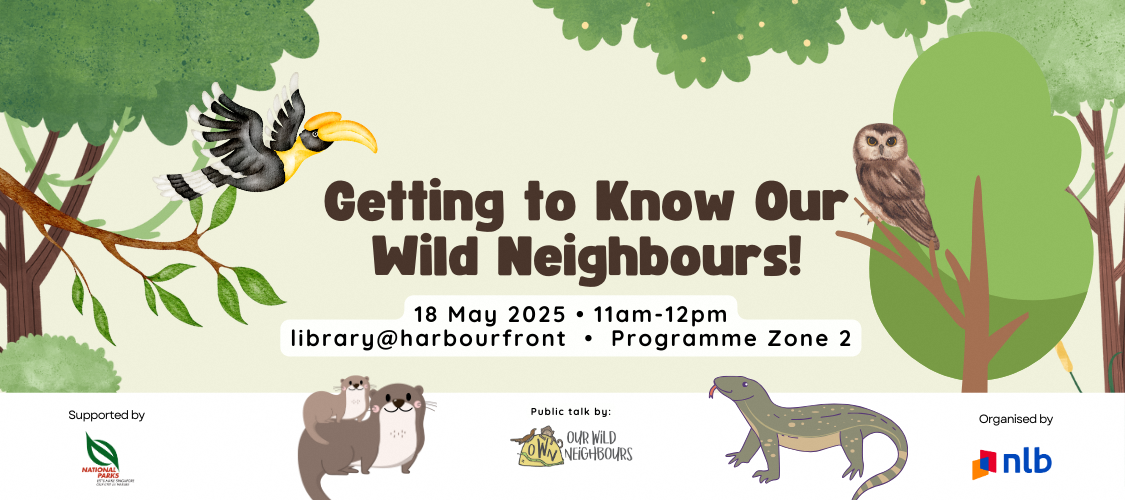 Getting to Know Our
Wild Neighbours!
18 May 2025 • 11am-12pm
library@harbourfront • Programme Zone 2
Supported by
NATIONAL
PARKS
Public talk by:
OWN
OUR WILD
NEIGHBOURS
Organised by
nlb